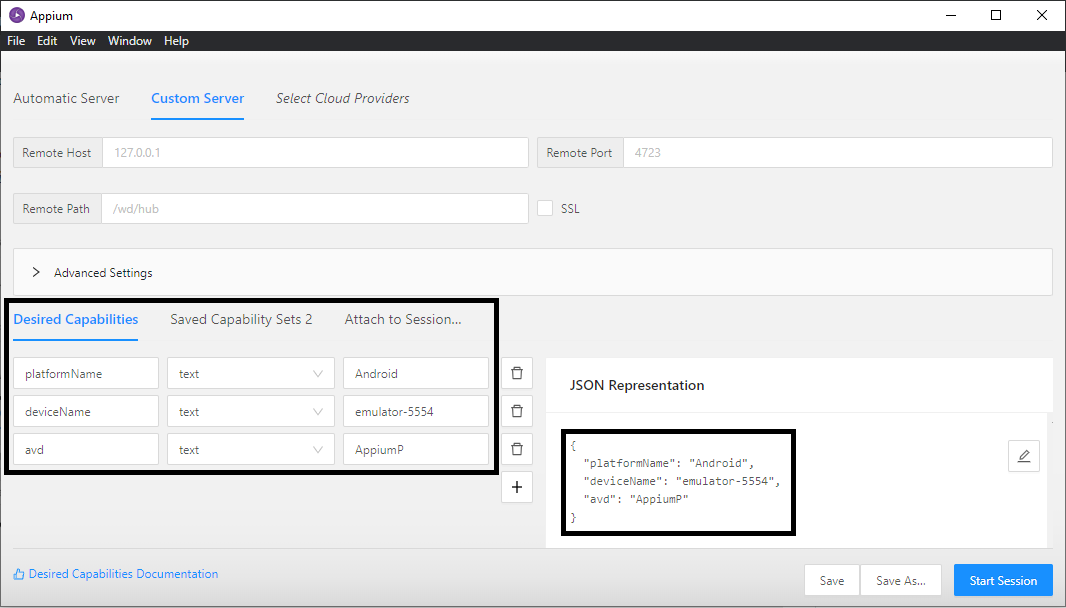 Appium
File Edit View Window Help
Automatic Server Custom Server Select Cloud Providers
Remote Host 127.0.0.1 Remote Port 4723
Remote Path /wd/hub SSL
Advanced Settings
Desired Capabilities Saved Capability Sets 2 Attach to Session...
platformName text Android
deviceName text emulator-5554
avd text AppiumP
JSON Representation
{
"platformName": "Android",
"deviceName": "emulator-5554",
"avd": "AppiumP"
}
Desired Capabilities Documentation
Save Save As... Start Session